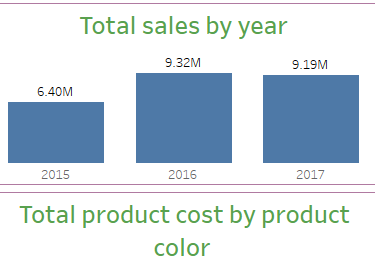 Total sales by year
9.32M
9.19M
6.40M
2015 2016 2017
Total product cost by product
color